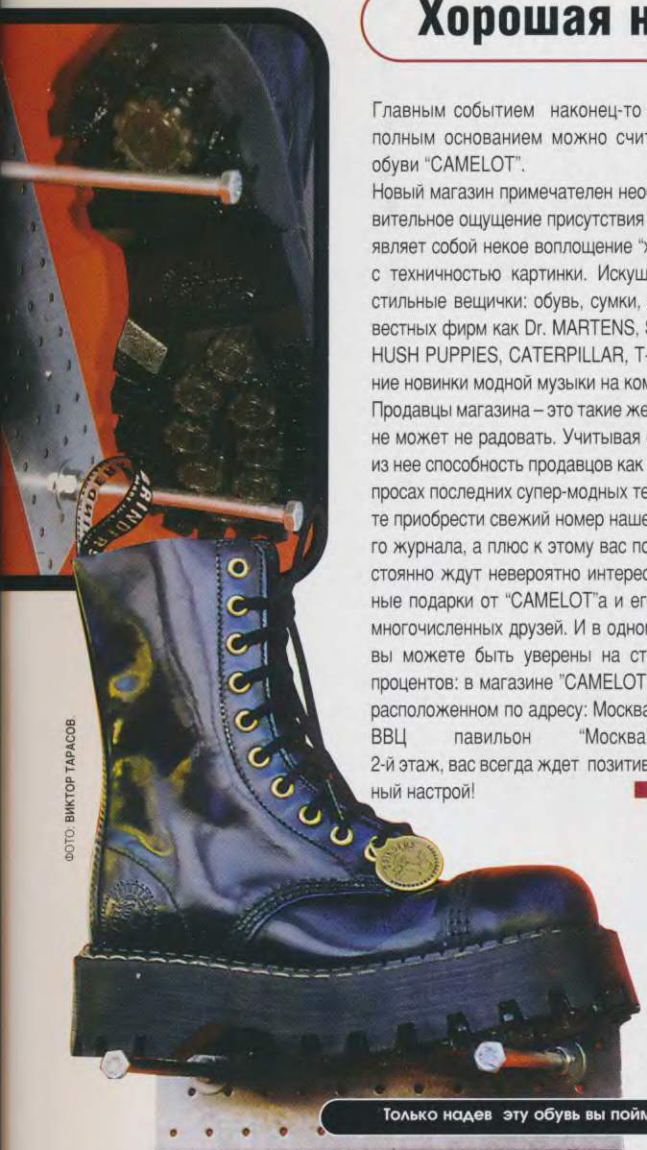 Хорошая н
Главным событием наконец-то
полным основанием можно счит
обуви “CAMELOT”.
Новый магазин примечателен нео
вительное ощущение присутствия
являет собой некое воплощение “х
с техничностью картинки. Искуш
стильные вещички: обувь, сумки,
вестных фирм как Dr. MARTENS, S
HUSH PUPPIES, CATERPILLAR, T-
ние новинки модной музыки на ком
Продавцы магазина – это такие же
не может не радовать. Учитывая
из нее способность продавцов как
просах последних супер-модных те
те приобрести свежий номер наше
го журнала, а плюс к этому вас по
стоянно ждут невероятно интерес
ные подарки от “CAMELOT”а и ег
многочисленных друзей. И в одно
вы можете быть уверены на ст
процентов: в магазине "CAMELOT
расположенном по адресу: Москва
ВВЦ павильон “Москва
2-й этаж, вас всегда ждет позитив
ный настрой!
ФОТО: ВИКТОР ТАРАСОВ.
GRINDERS
Только надев эту обувь вы пойм